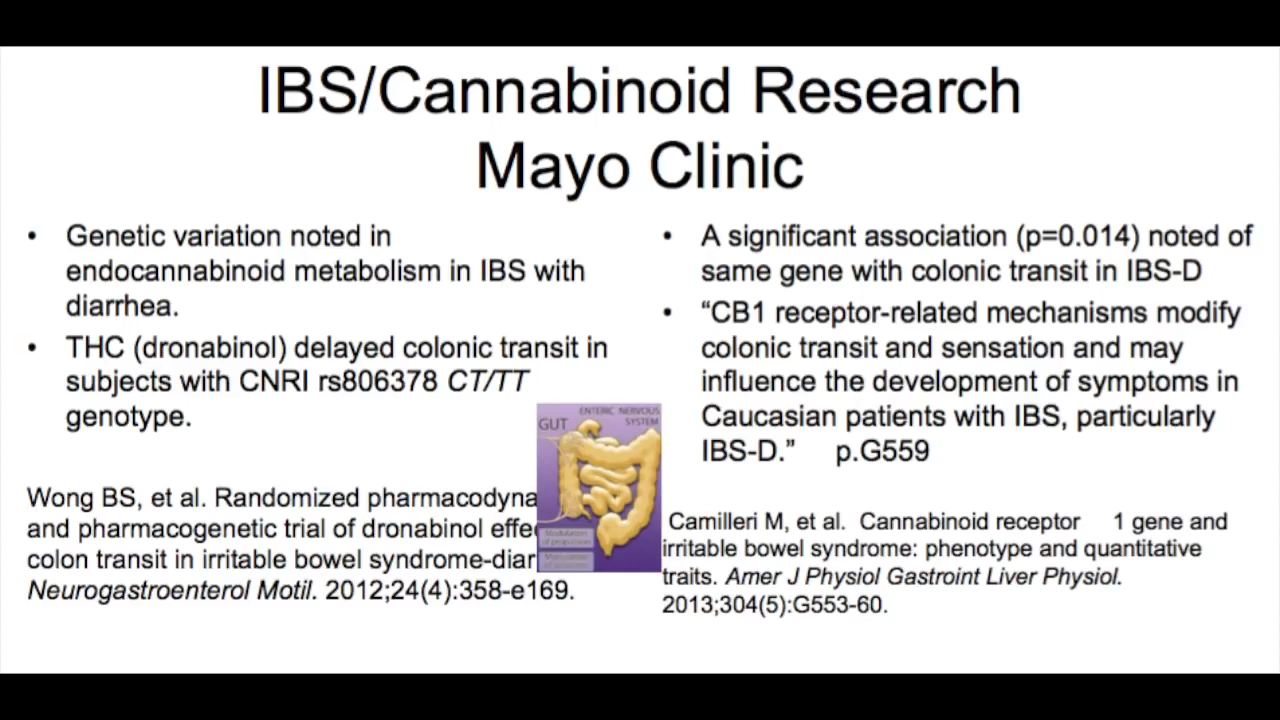 IBS/Cannabinoid Research
Mayo Clinic
• Genetic variation noted in
endocannabinoid metabolism in IBS with
diarrhea.
• THC (dronabinol) delayed colonic transit in
subjects with CNRI rs806378 CT/TT
genotype.
Wong BS, et al. Randomized pharmacodyna
and pharmacogenetic trial of dronabinol effe
colon transit in irritable bowel syndrome-diar
Neurogastroenterol Motil. 2012;24(4):358-e169.
ENTERIC NERVOUS
GUT SYSTEM
Modulation
of propulsion
• A significant association (p=0.014) noted of
same gene with colonic transit in IBS-D
• “CB1 receptor-related mechanisms modify
colonic transit and sensation and may
influence the development of symptoms in
Caucasian patients with IBS, particularly
IBS-D.” p.G559
Camilleri M, et al. Cannabinoid receptor 1 gene and
irritable bowel syndrome: phenotype and quantitative
traits. Amer J Physiol Gastroint Liver Physiol.
2013;304(5):G553-60.